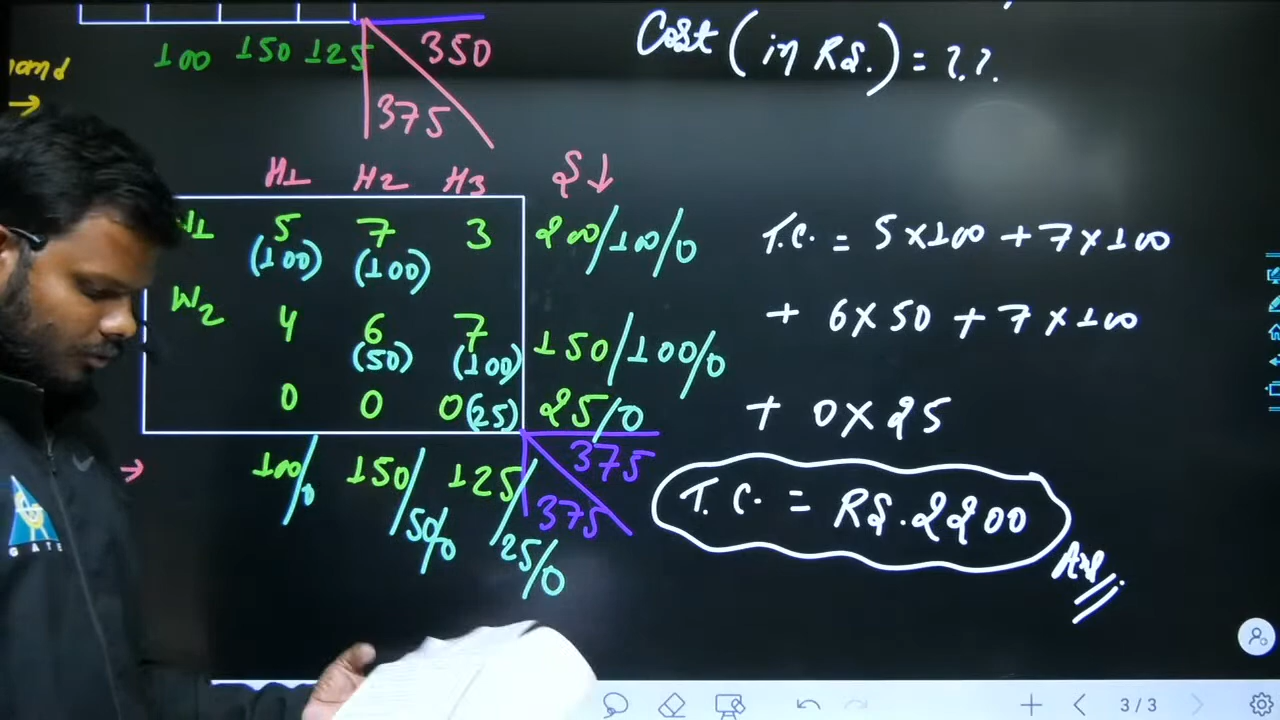 100 150 125 350
375
Cost (in RS.) = ?.?.
→
H1 H2 H3 S↓
5 7 3 200/100/0
(100) (100)
W2 4 6 7 150/100/0
(50) (100)
0 0 0(25) 25/0
→ 100/0 150/50/0 125/25/0
375
375
T.C. = 5×100 + 7×100
+ 6×50 + 7×100
+ 0×25
T.C. = RS.2200
Ans
GATE
3/3